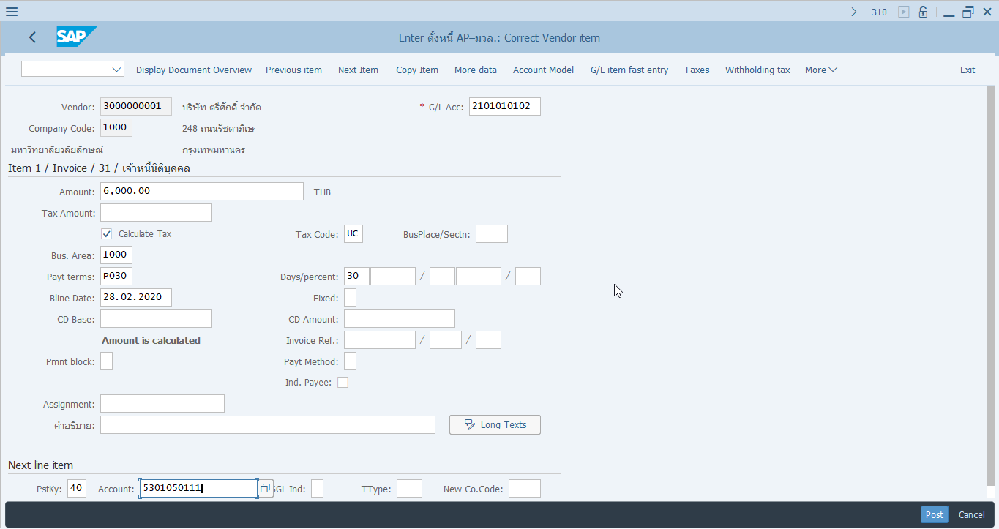 310
SAP
Enter ตั้งหนี้ AP–มวล.: Correct Vendor item
Display Document Overview Previous item Next Item Copy Item More data Account Model G/L item fast entry Taxes Withholding tax More Exit
Vendor: 3000000001 บริษัท ตรีศักดิ์ จำกัด * G/L Acc: 2101010102
Company Code: 1000 248 ถนนรัชดาภิเษ
มหาวิทยาลัยวลัยลักษณ์ กรุงเทพมหานคร
Item 1 / Invoice / 31 / เจ้าหนี้นิติบุคคล
Amount: 6,000.00 THB
Tax Amount:
Calculate Tax Tax Code: UC BusPlace/Sectn:
Bus. Area: 1000
Payt terms: P030 Days/percent: 30 / /
Bline Date: 28.02.2020 Fixed:
CD Base: CD Amount:
Amount is calculated Invoice Ref.: / /
Pmnt block: Payt Method:
Ind. Payee:
Assignment:
คำอธิบาย: Long Texts
Next line item
PstKy: 40 Account: 5301050111 SGL Ind: TType: New Co.Code:
Post Cancel